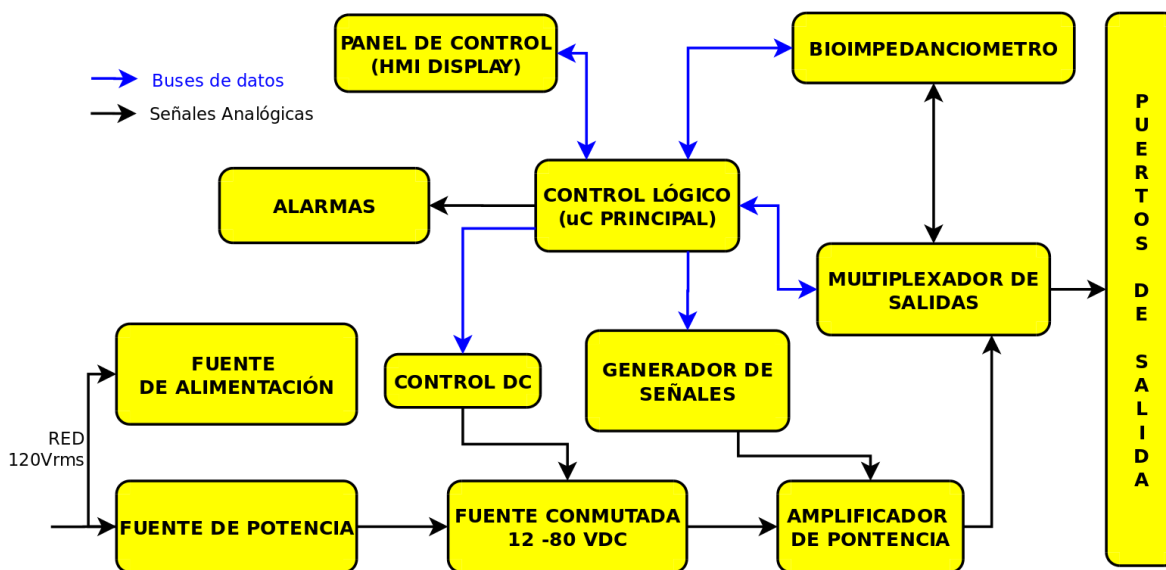 PANEL DE CONTROL
(HMI DISPLAY)
BIOIMPEDANCIOMETRO
Buses de datos
Señales Analógicas
ALARMAS
CONTROL LÓGICO
(uC PRINCIPAL)
MULTIPLEXADOR DE
SALIDAS
FUENTE
DE ALIMENTACIÓN
CONTROL DC
GENERADOR DE
SEÑALES
RED
120Vrms
FUENTE DE POTENCIA
FUENTE CONMUTADA
12 -80 VDC
AMPLIFICADOR
DE PONTENCIA
PUERTOS DE SALIDA